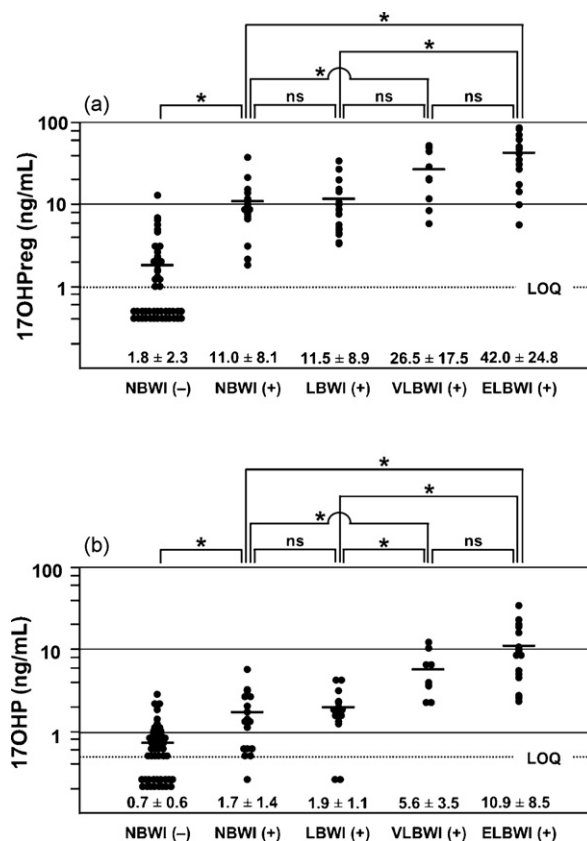 *
*
*
* ns ns ns
(a)
100
10
1
17OHPreg (ng/mL)
LOQ
1.8 ± 2.3 11.0 ± 8.1 11.5 ± 8.9 26.5 ± 17.5 42.0 ± 24.8
NBWI (−) NBWI (+) LBWI (+) VLBWI (+) ELBWI (+)
*
*
*
* ns * ns
(b)
100
10
1
17OHP (ng/mL)
LOQ
0.7 ± 0.6 1.7 ± 1.4 1.9 ± 1.1 5.6 ± 3.5 10.9 ± 8.5
NBWI (−) NBWI (+) LBWI (+) VLBWI (+) ELBWI (+)